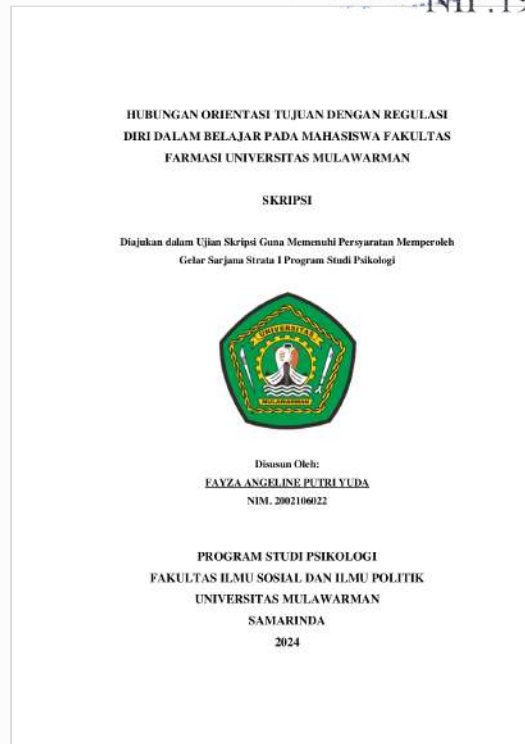 HUBUNGAN ORIENTASI TUJUAN DENGAN REGULASI
DIRI DALAM BELAJAR PADA MAHASISWA FAKULTAS
FARMASI UNIVERSITAS MULAWARMAN
SKRIPSI
Diajukan dalam Ujian Skripsi Guna Memenuhi Persyaratan Memperoleh
Gelar Sarjana Strata I Program Studi Psikologi
UNIVERSITAS
MULAWARMAN
Disusun Oleh:
FAYZA ANGELINE PUTRI YUDA
NIM. 2002106022
PROGRAM STUDI PSIKOLOGI
FAKULTAS ILMU SOSIAL DAN ILMU POLITIK
UNIVERSITAS MULAWARMAN
SAMARINDA
2024